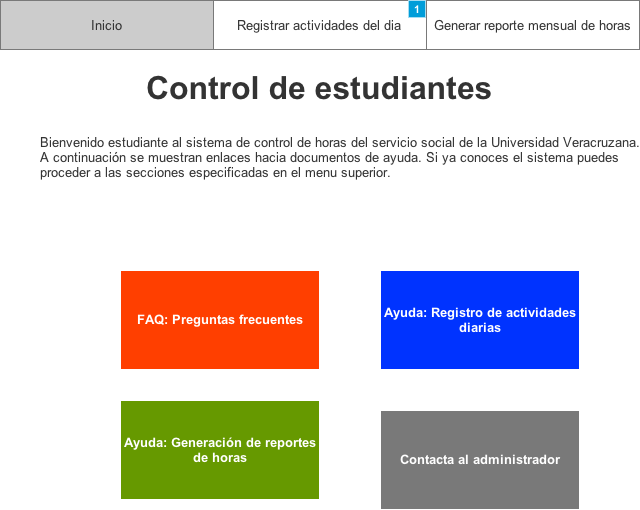 Inicio
Registrar actividades del dia
1
Generar reporte mensual de horas
Control de estudiantes
Bienvenido estudiante al sistema de control de horas del servicio social de la Universidad Veracruzana.
A continuación se muestran enlaces hacia documentos de ayuda. Si ya conoces el sistema puedes
proceder a las secciones especificadas en el menu superior.
FAQ: Preguntas frecuentes
Ayuda: Registro de actividades
diarias
Ayuda: Generación de reportes
de horas
Contacta al administrador